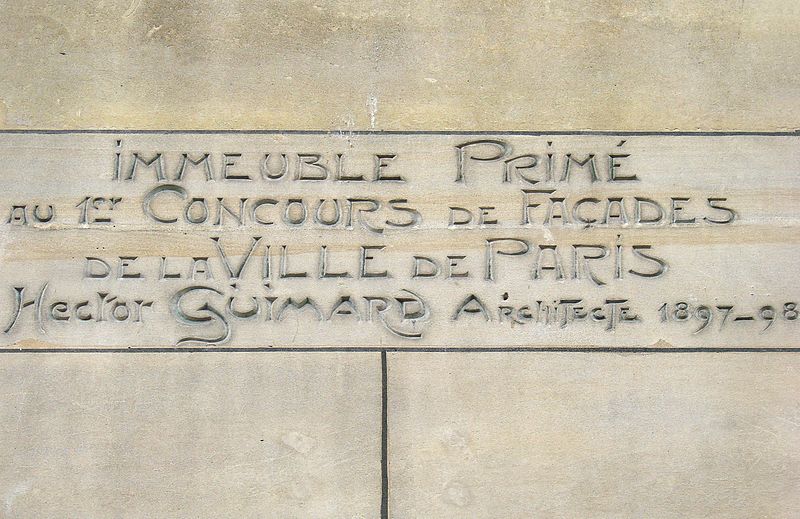 IMMEUBLE PRIMÉ
AU 1er CONCOURS DE FAÇADES
DE LA VILLE DE PARIS
HECTOR GUIMARD ARCHITECTE 1897-98